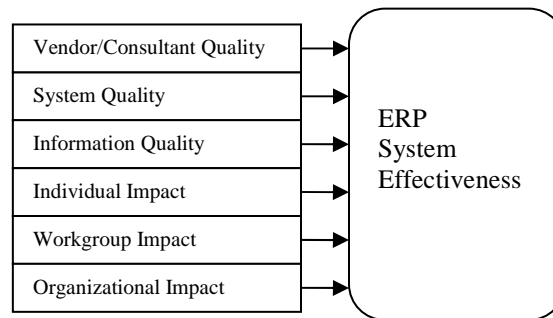 Vendor/Consultant Quality
System Quality
Information Quality
Individual Impact
Workgroup Impact
Organizational Impact
ERP
System
Effectiveness